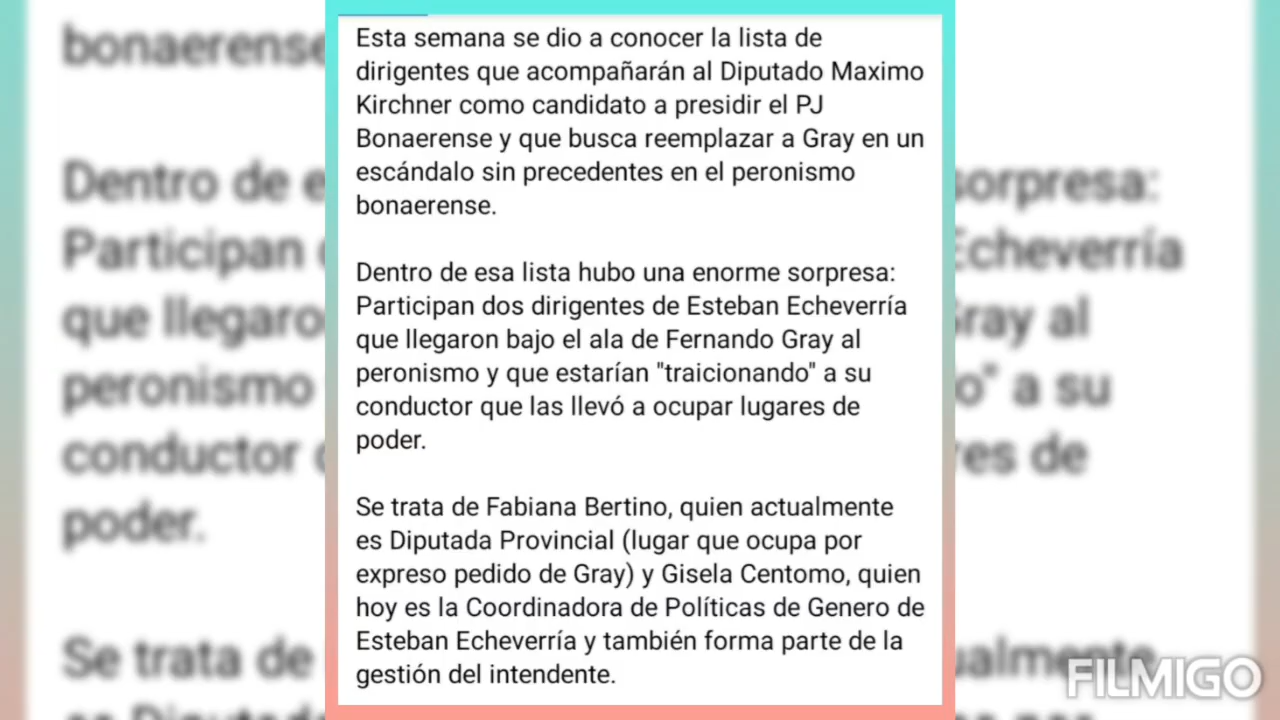 Esta semana se dio a conocer la lista de
dirigentes que acompañarán al Diputado Maximo
Kirchner como candidato a presidir el PJ
Bonaerense y que busca reemplazar a Gray en un
escándalo sin precedentes en el peronismo
bonaerense.
Dentro de esa lista hubo una enorme sorpresa:
Participan dos dirigentes de Esteban Echeverría
que llegaron bajo el ala de Fernando Gray al
peronismo y que estarían "traicionando" a su
conductor que las llevó a ocupar lugares de
poder.
Se trata de Fabiana Bertino, quien actualmente
es Diputada Provincial (lugar que ocupa por
expreso pedido de Gray) y Gisela Centomo, quien
hoy es la Coordinadora de Políticas de Genero de
Esteban Echeverría y también forma parte de la
gestión del intendente.
FILMIGO